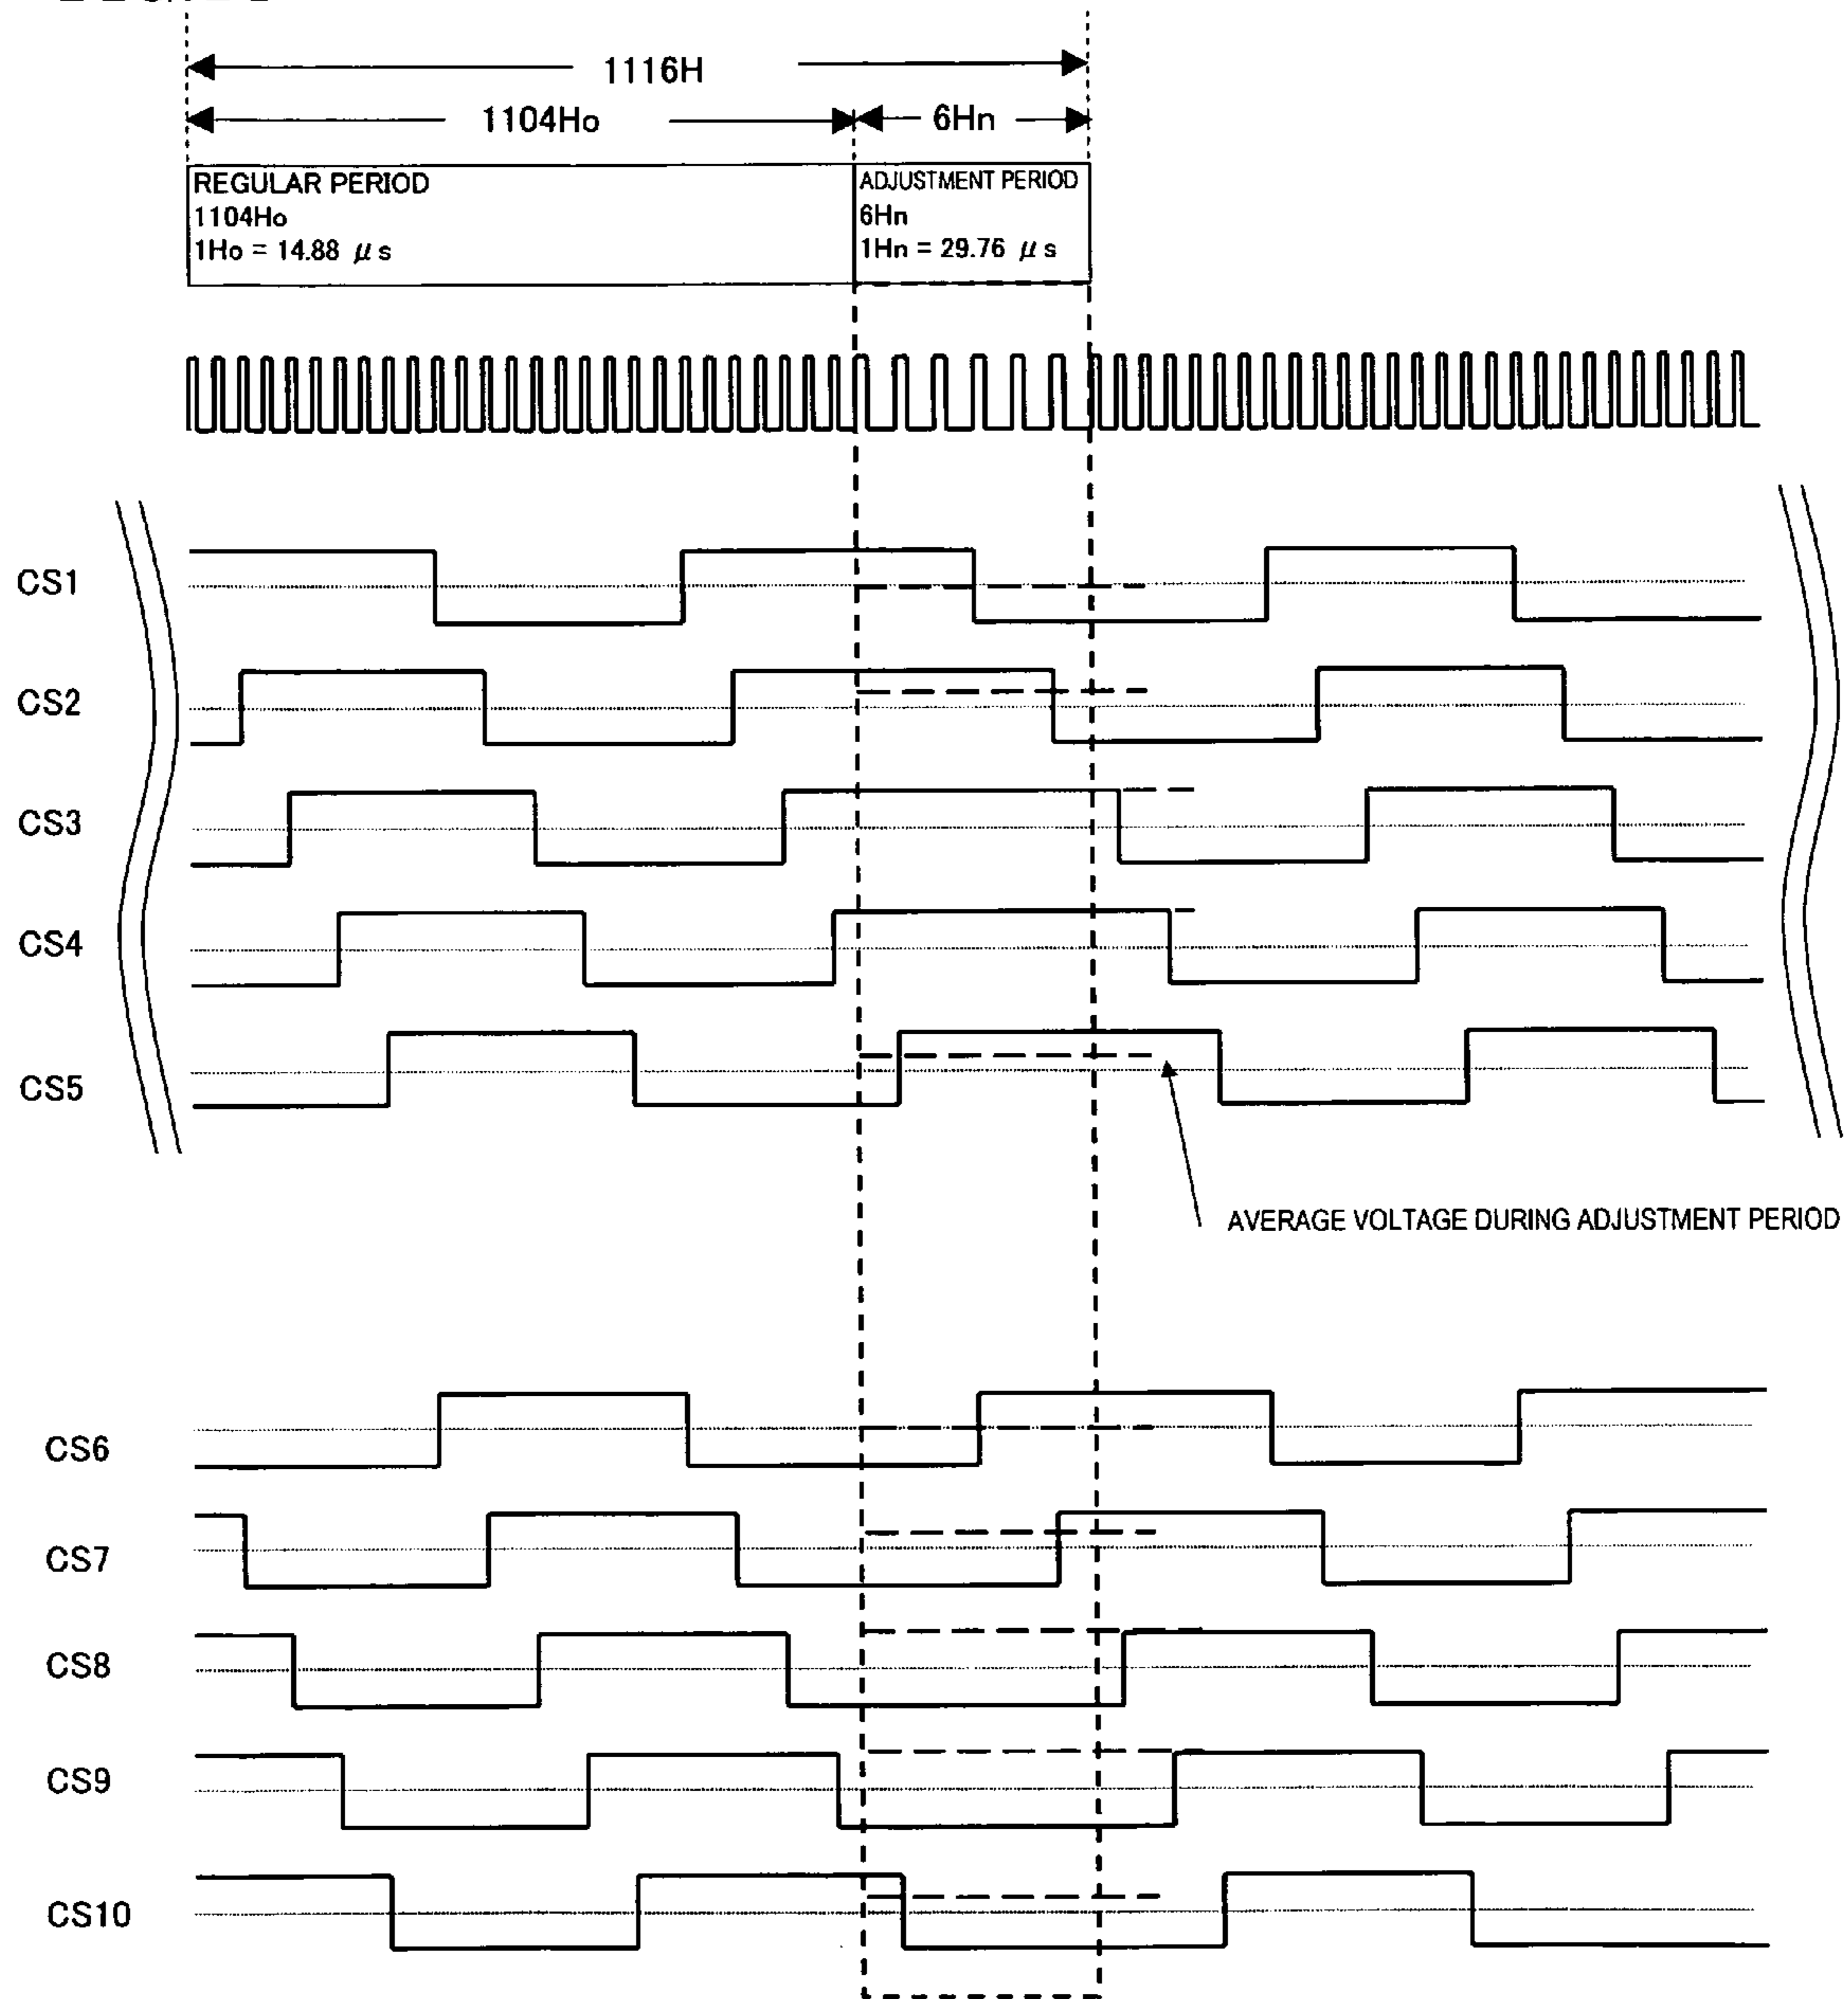 1116H
1104Ho
6Hn
REGULAR PERIOD
1104Ho
1Ho = 14.88 μs
ADJUSTMENT PERIOD
6Hn
1Hn = 29.76 μs
CS1
CS2
CS3
CS4
CS5
AVERAGE VOLTAGE DURING ADJUSTMENT PERIOD
CS6
CS7
CS8
CS9
CS10